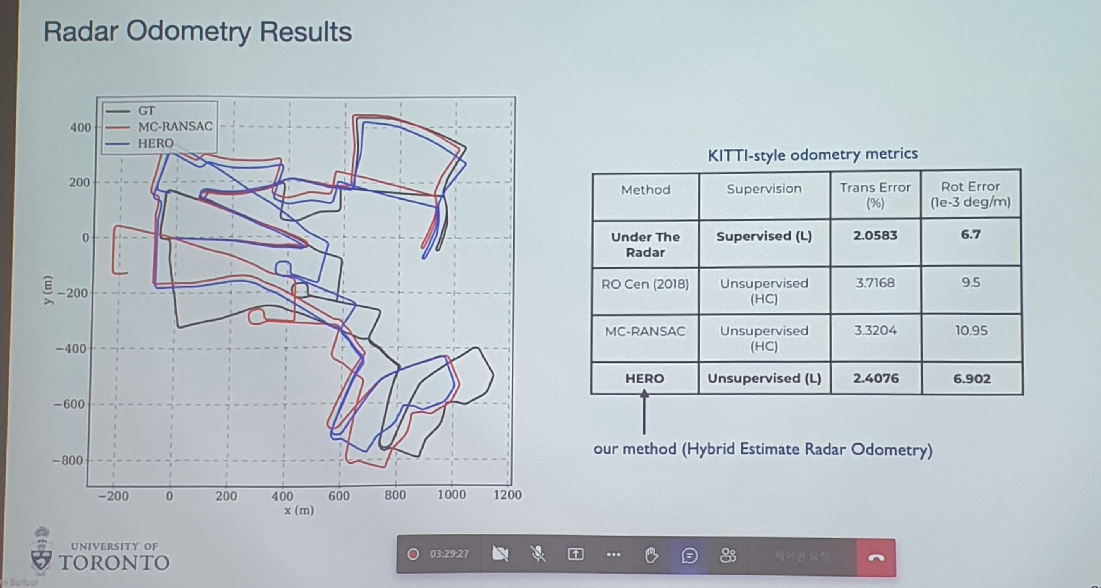 Radar Odometry Results
GT
MC-RANSAC
HERO
400
200
0
−200
−400
−600
−800
y (m)
−200 0 200 400 600 800 1000 1200
x (m)
KITTI-style odometry metrics
Method Supervision Trans Error (%) Rot Error (1e-3 deg/m)
Under The Radar Supervised (L) 2.0583 6.7
RO Cen (2018) Unsupervised (HC) 3.7168 9.5
MC-RANSAC Unsupervised (HC) 3.3204 10.95
HERO Unsupervised (L) 2.4076 6.902
our method (Hybrid Estimate Radar Odometry)
UNIVERSITY OF
TORONTO
03:29:27